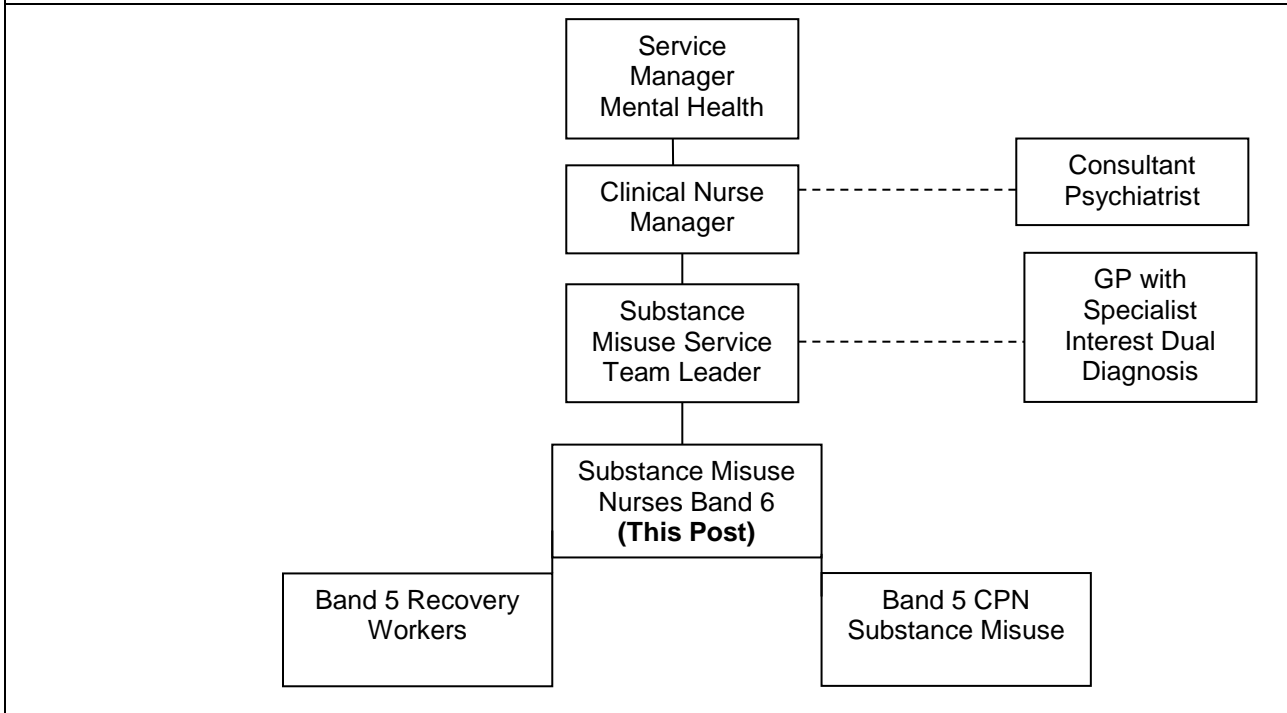 Service
Manager
Mental Health
Clinical Nurse
Manager
Consultant
Psychiatrist
Substance
Misuse Service
Team Leader
GP with
Specialist
Interest Dual
Diagnosis
Substance Misuse
Nurses Band 6
(This Post)
Band 5 Recovery
Workers
Band 5 CPN
Substance Misuse